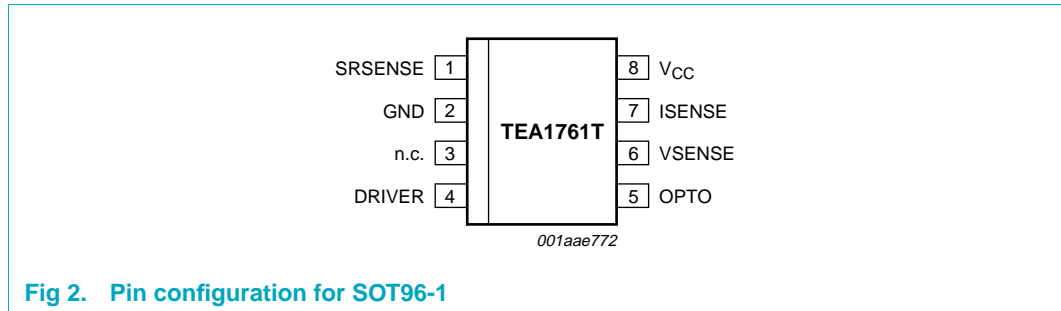 SRSENSE 1
GND 2
n.c. 3
DRIVER 4
TEA1761T
8 VCC
7 ISENSE
6 VSENSE
5 OPTO
001aae772
Fig 2. Pin configuration for SOT96-1